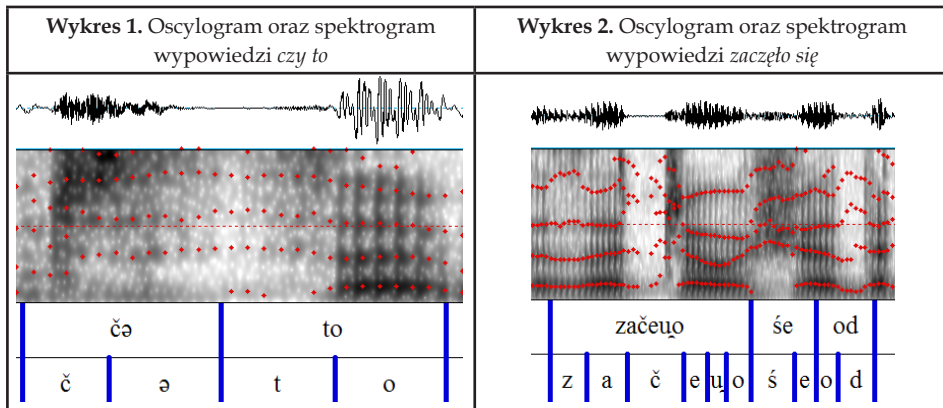 Wykres 1. Oscylogram oraz spektrogram
wypowiedzi czy to
Wykres 2. Oscylogram oraz spektrogram
wypowiedzi zaczęło się
čə to
č ə t o
začeu̯o śe od
z a č e u̯ o ś e o d